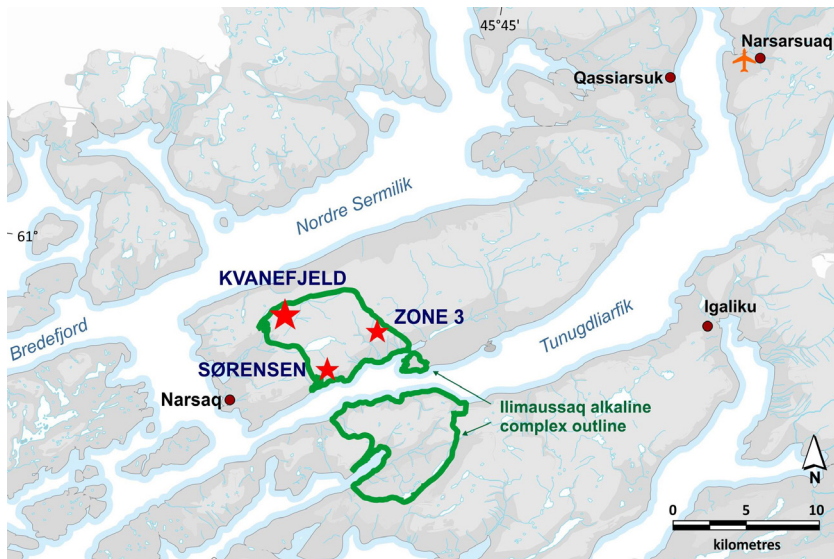 45°45'
Narsarsuaq
Qassiarsuk
Nordre Sermilik
61°
KVANEFJELD
ZONE 3
Igaliku
Tunugdliarfik
Bredefjord
SØRENSEN
Narsaq
Ilimaussaq alkaline
complex outline
N
0 5 10
kilometres